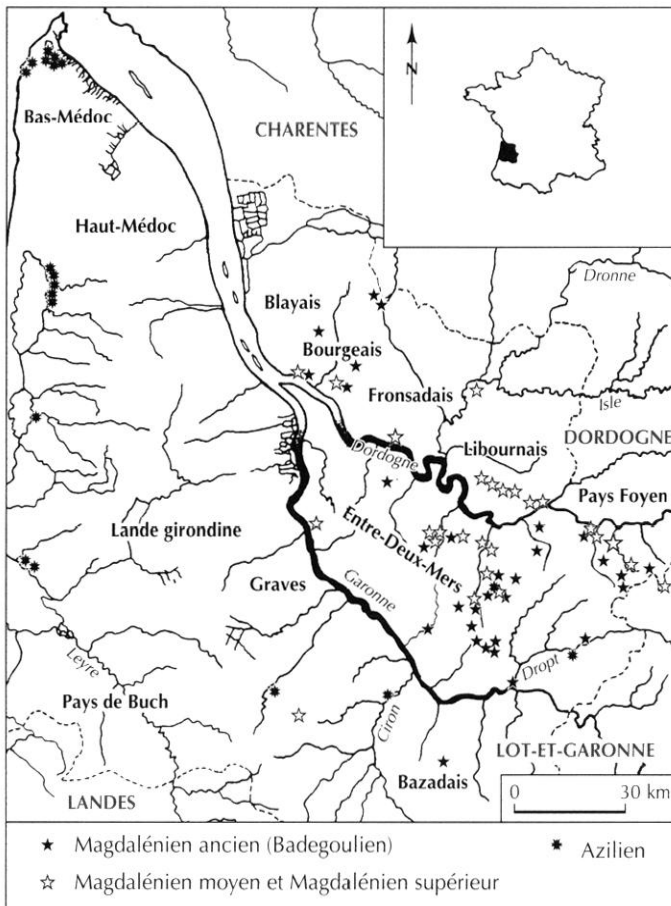 N
Bas-Médoc
CHARENTES
Haut-Médoc
Dronne
Blayais
Bourgeais
Fronsadais
Isle
Libournais
DORDOGNE
Dordogne
Pays Foyen
Lande girondine
Entre-Deux-Mers
Graves
Garonne
Leyre
Dropt
Pays de Buch
Ciron
LOT-ET-GARONNE
Bazadais
LANDES
0 30 km
★ Magdalénien ancien (Badegoulien)
Azilien
☆ Magdalénien moyen et Magdalénien supérieur